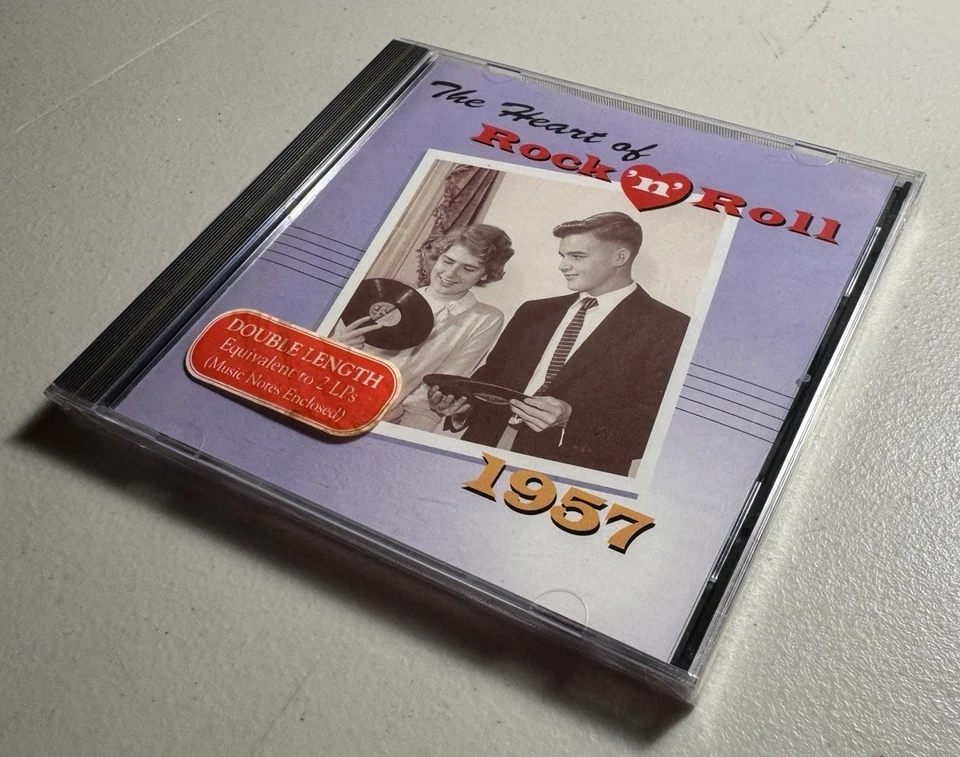 The Heart of
Rock 'n' Roll
DOUBLE LENGTH
Equivalent to 2 LPs
(Music Notes Enclosed)
1957